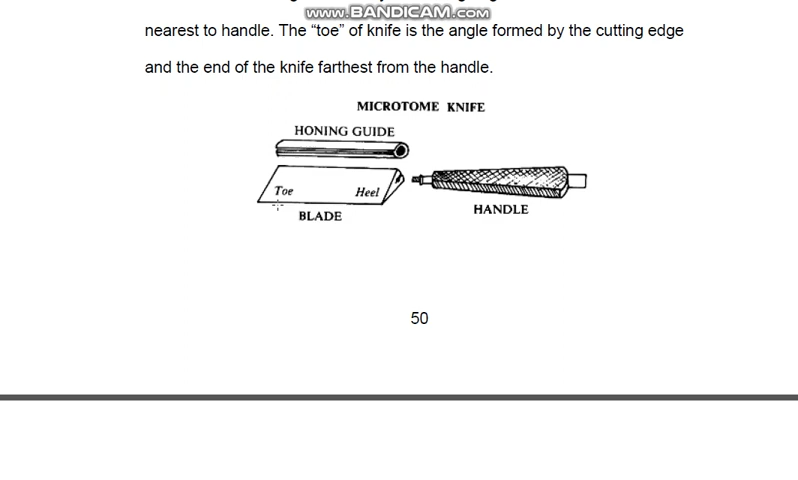 www.BANDICAM.com
nearest to handle. The “toe” of knife is the angle formed by the cutting edge
and the end of the knife farthest from the handle.
MICROTOME KNIFE
HONING GUIDE
Toe Heel
BLADE
HANDLE
50